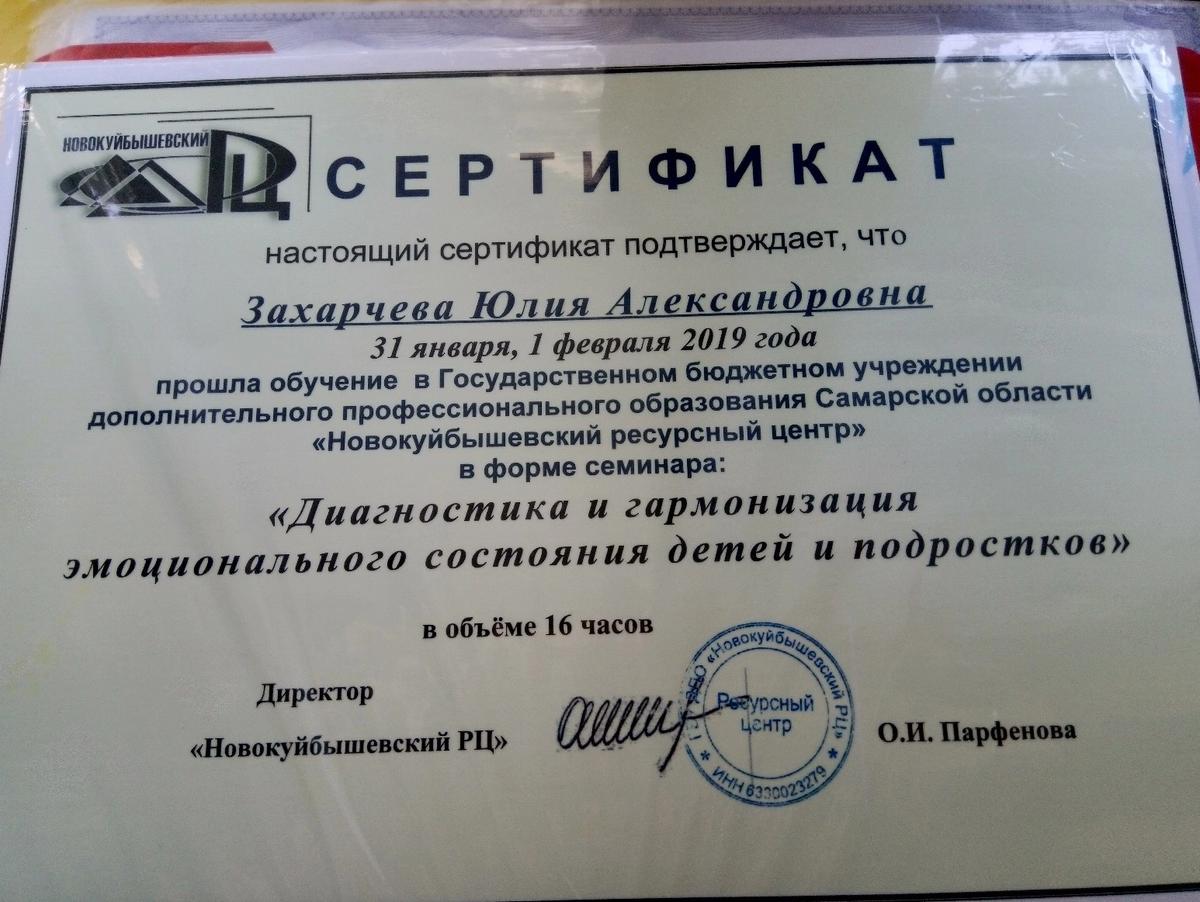 НОВОКУЙБЫШЕВСКИЙ
РЦ
СЕРТИФИКАТ
настоящий сертификат подтверждает, что
Захарчева Юлия Александровна
31 января, 1 февраля 2019 года
прошла обучение в Государственном бюджетном учреждении
дополнительного профессионального образования Самарской области
«Новокуйбышевский ресурсный центр»
в форме семинара:
«Диагностика и гармонизация
эмоционального состояния детей и подростков»
в объёме 16 часов
Директор
«Новокуйбышевский РЦ»
О.И. Парфенова
«Новокуйбышевский РЦ»
Ресурсный
центр
ИНН 6330023279